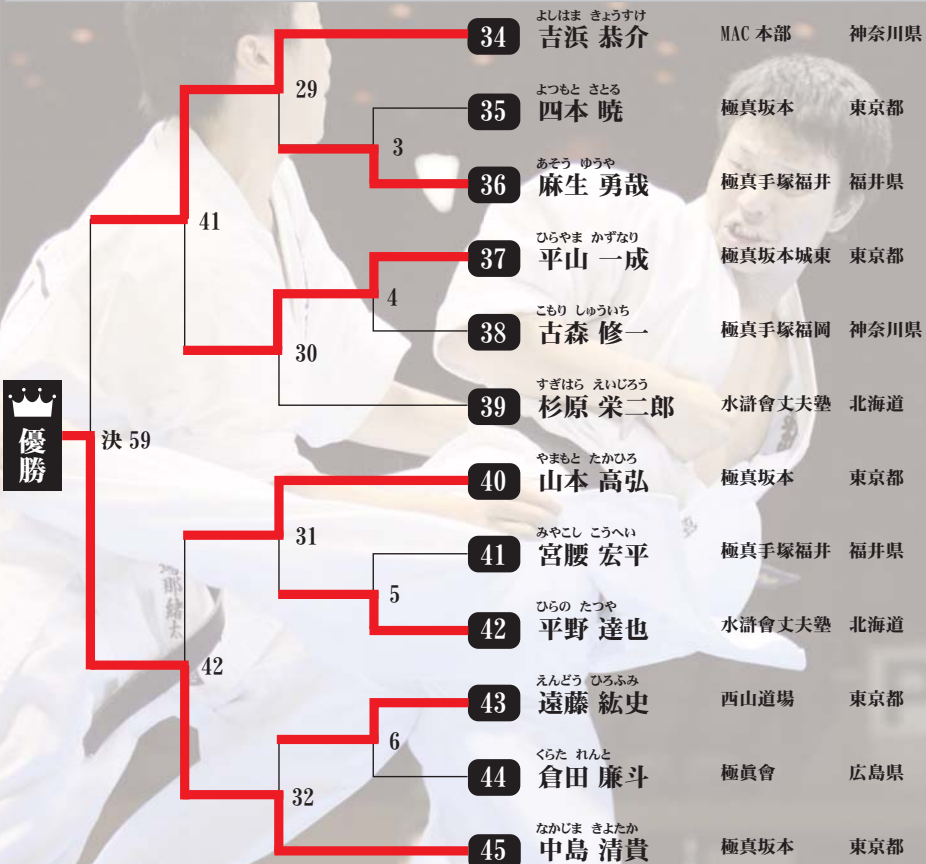 よしはま きょうすけ
34 吉浜 恭介 MAC 本部 神奈川県
29
よつもと さとる
35 四本 暁 極真坂本 東京都
3
あそう ゆうや
36 麻生 勇哉 極真手塚福井 福井県
41
ひらやま かずなり
37 平山 一成 極真坂本城東 東京都
4
こもり しゅういち
38 古森 修一 極真手塚福岡 神奈川県
30
すぎはら えいじろう
39 杉原 栄二郎 水滸會丈夫塾 北海道
優勝
決 59
やまもと たかひろ
40 山本 高弘 極真坂本 東京都
31
みやこし こうへい
41 宮腰 宏平 極真手塚福井 福井県
5
ひらの たつや
42 平野 達也 水滸會丈夫塾 北海道
42
えんどう ひろふみ
43 遠藤 紘史 西山道場 東京都
6
くらた れんと
44 倉田 廉斗 極眞會 広島県
32
なかじま きよたか
45 中島 清貴 極真坂本 東京都